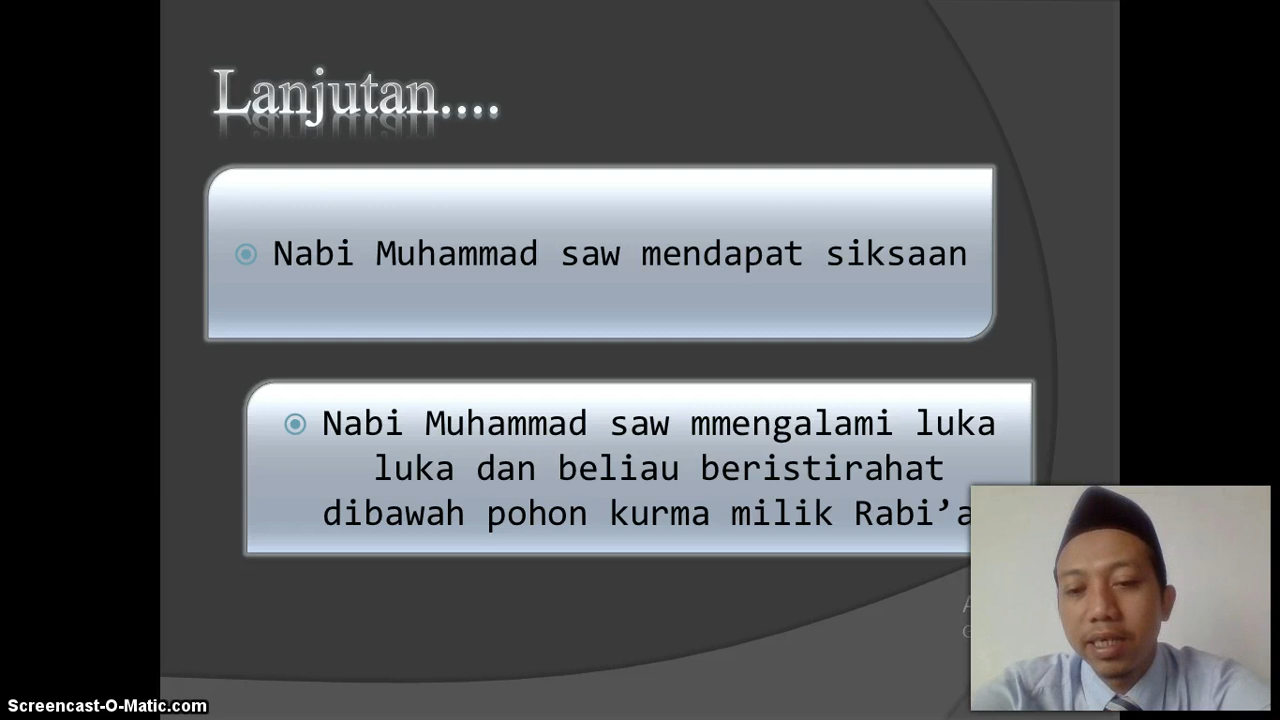 Lanjutan....
Nabi Muhammad saw mendapat siksaan
Nabi Muhammad saw mmengalami luka
luka dan beliau beristirahat
dibawah pohon kurma milik
Screencast-O-Matic.com